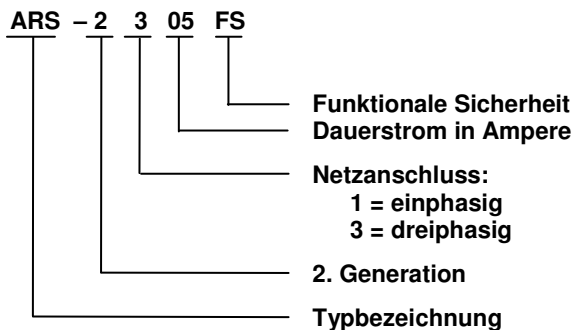 ARS – 2 3 05 FS
Funktionale Sicherheit
Dauerstrom in Ampere
Netzanschluss:
1 = einphasig
3 = dreiphasig
2. Generation
Typbezeichnung